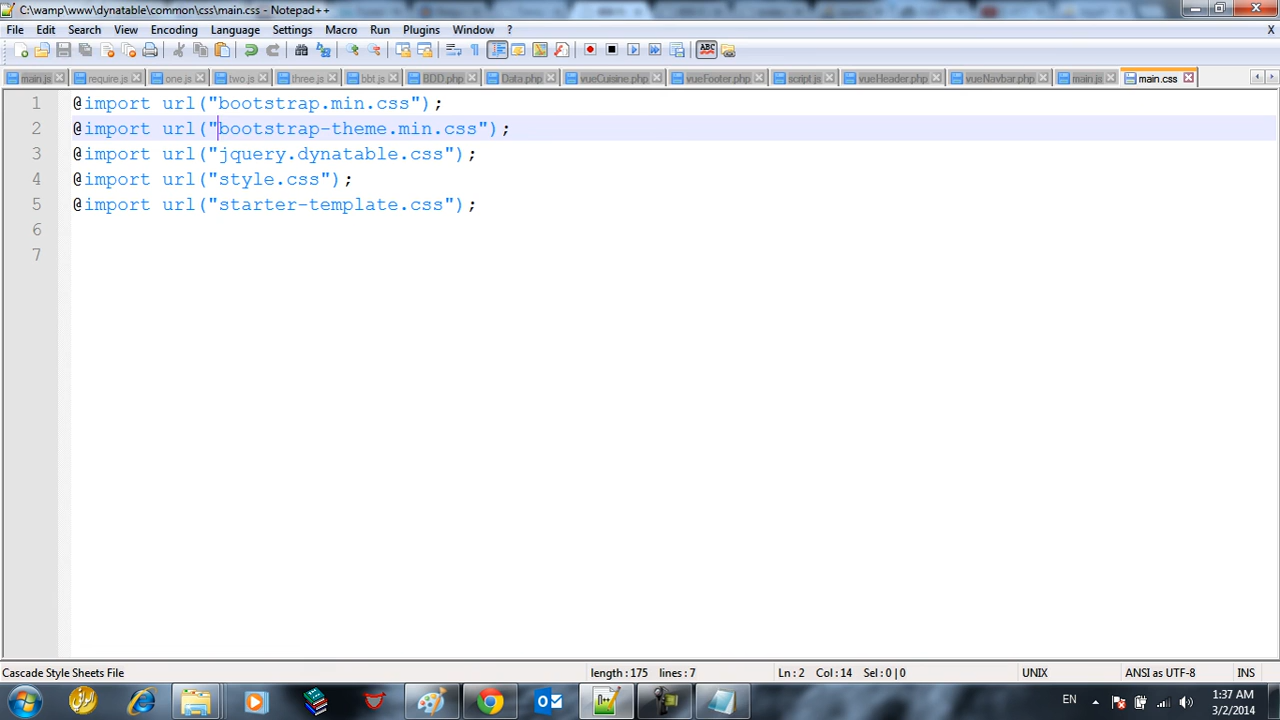 C:\wamp\www\dynatable\common\css\main.css - Notepad++
File Edit Search View Encoding Language Settings Macro Run Plugins Window ? X
main.js require.js one.js two.js three.js bbt.js BDD.php Data.php vueCuisine.php vueFooter.php script.js vueHeader.php vueNavbar.php main.js main.css
1 @import url("bootstrap.min.css");
2 @import url("bootstrap-theme.min.css");
3 @import url("jquery.dynatable.css");
4 @import url("style.css");
5 @import url("starter-template.css");
6
7
Cascade Style Sheets File length : 175 lines : 7 Ln : 2 Col : 14 Sel : 0 | 0 UNIX ANSI as UTF-8 INS
EN 1:37 AM
3/2/2014